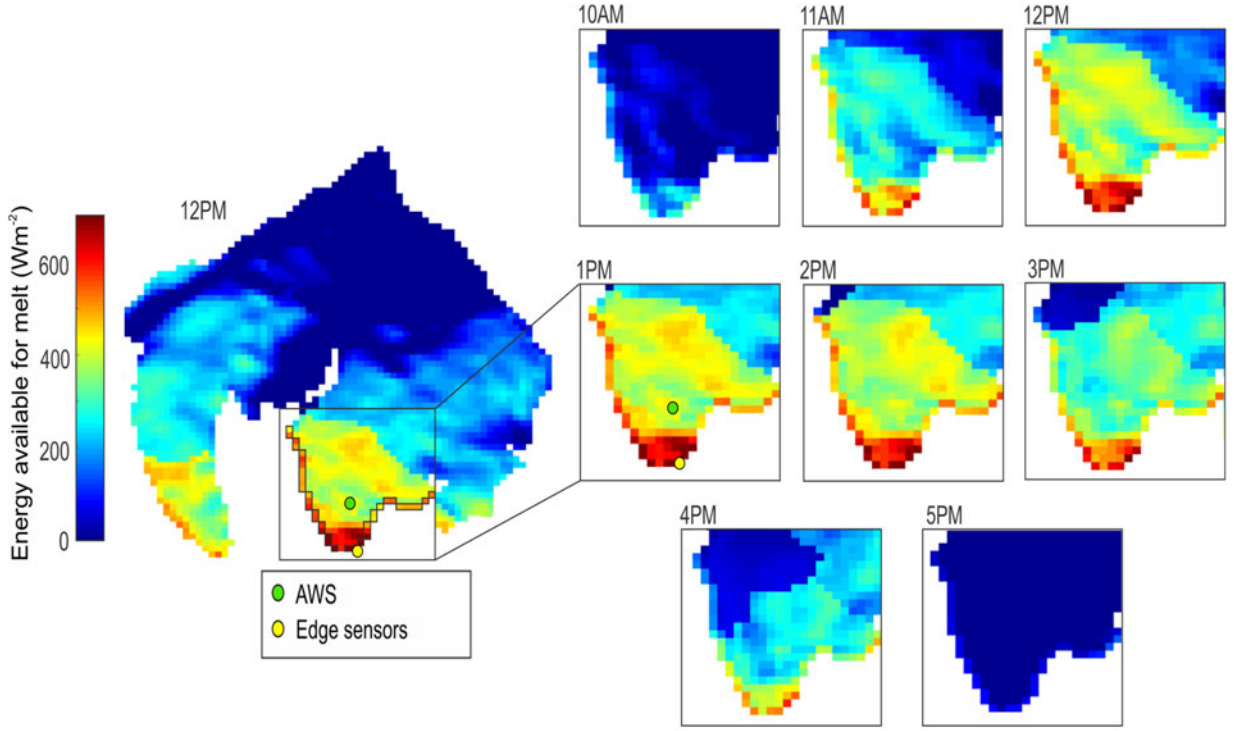 10AM
11AM
12PM
12PM
Energy available for melt (Wm⁻²)
600
400
200
0
1PM
2PM
3PM
AWS
Edge sensors
4PM
5PM